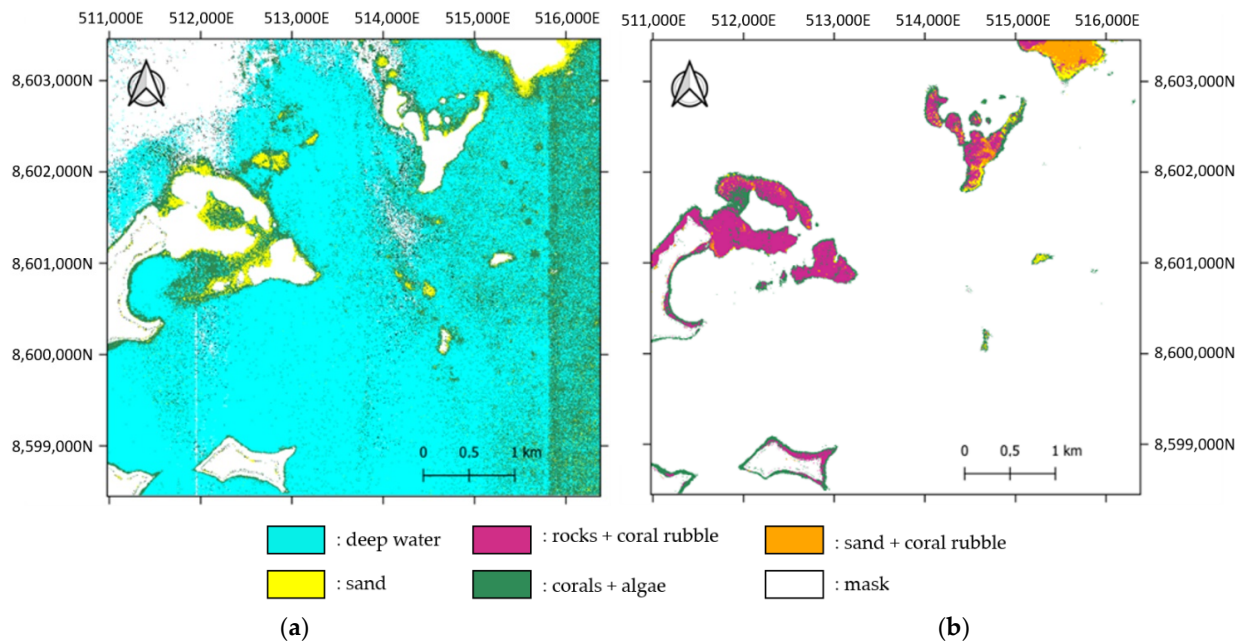 511,000E 512,000E 513,000E 514,000E 515,000E 516,000E
511,000E 512,000E 513,000E 514,000E 515,000E 516,000E
8,603,000N
8,602,000N
8,601,000N
8,600,000N
8,599,000N
0 0.5 1 km
0 0.5 1 km
8,603,000N
8,602,000N
8,601,000N
8,600,000N
8,599,000N
: deep water : rocks + coral rubble : sand + coral rubble
: sand : corals + algae : mask
(a) (b)